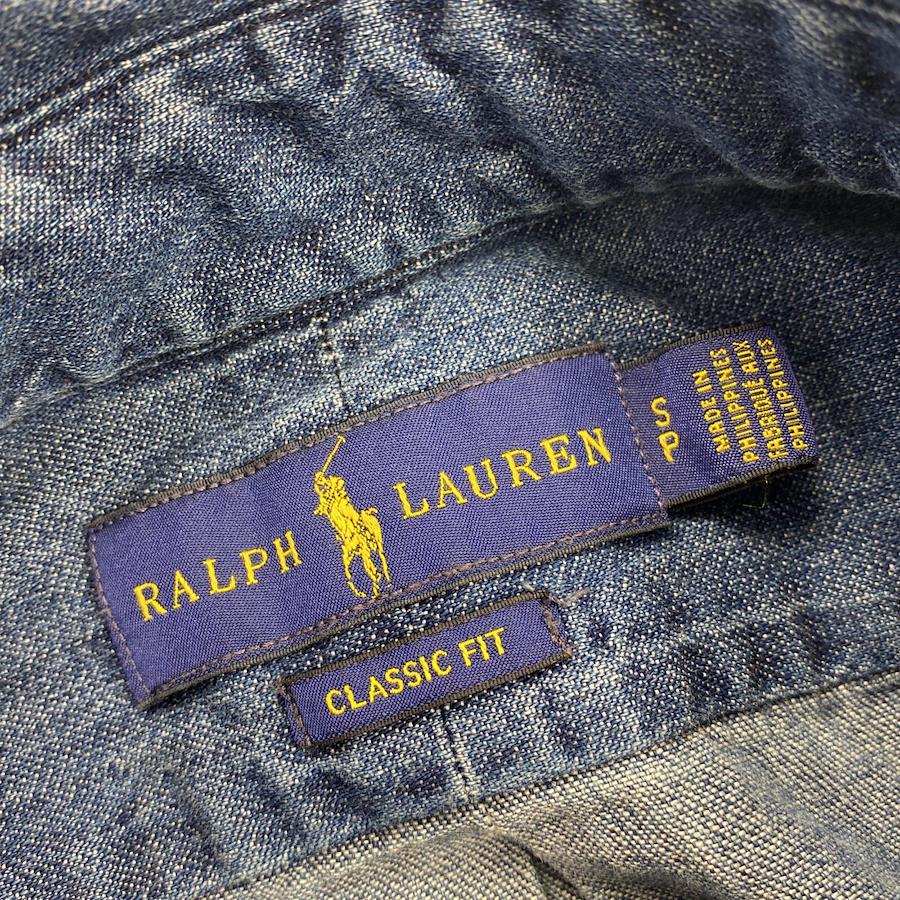 RALPH LAUREN
S
P
MADE IN
PHILIPPINES
FABRIQUÉ AUX
PHILIPPINES
CLASSIC FIT